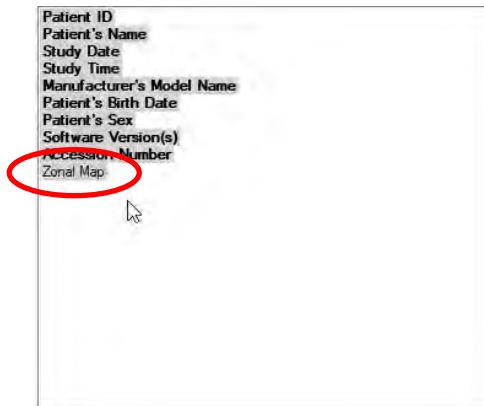 Patient ID
Patient's Name
Study Date
Study Time
Manufacturer's Model Name
Patient's Birth Date
Patient's Sex
Software Version(s)
Accession Number
Zonal Map